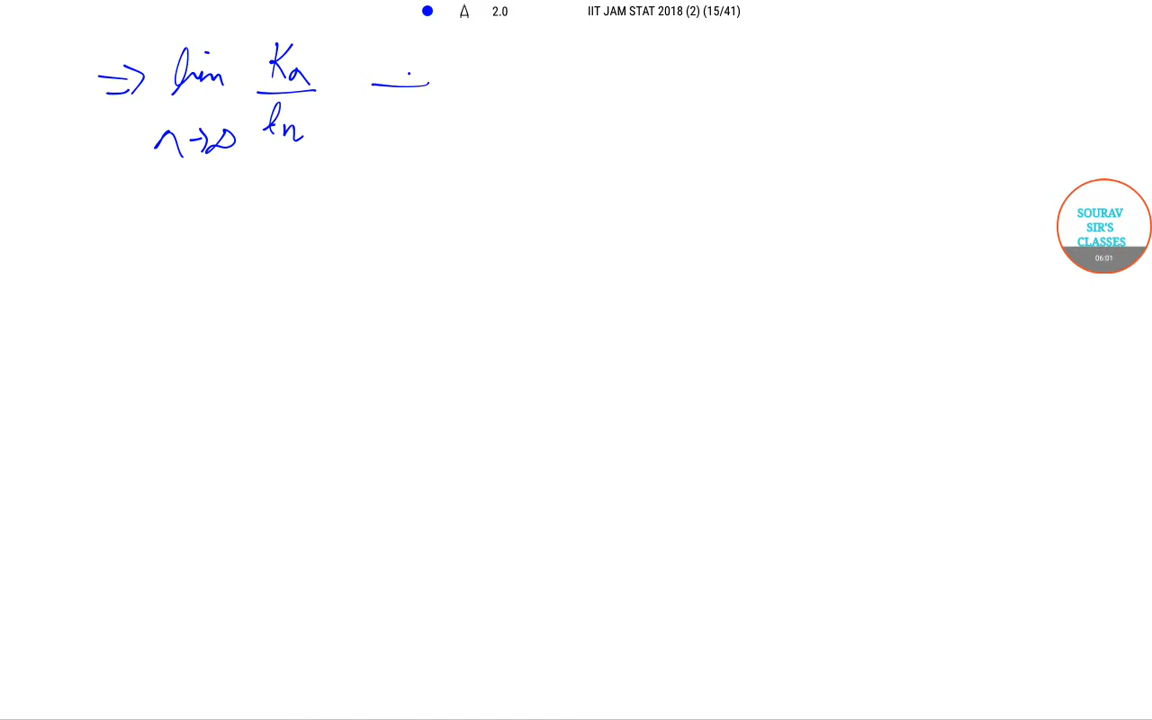 2.0 IIT JAM STAT 2018 (2) (15/41)
⇒ lim Kn / ln =
n→∞
SOURAV
SIR'S
CLASSES
06:01